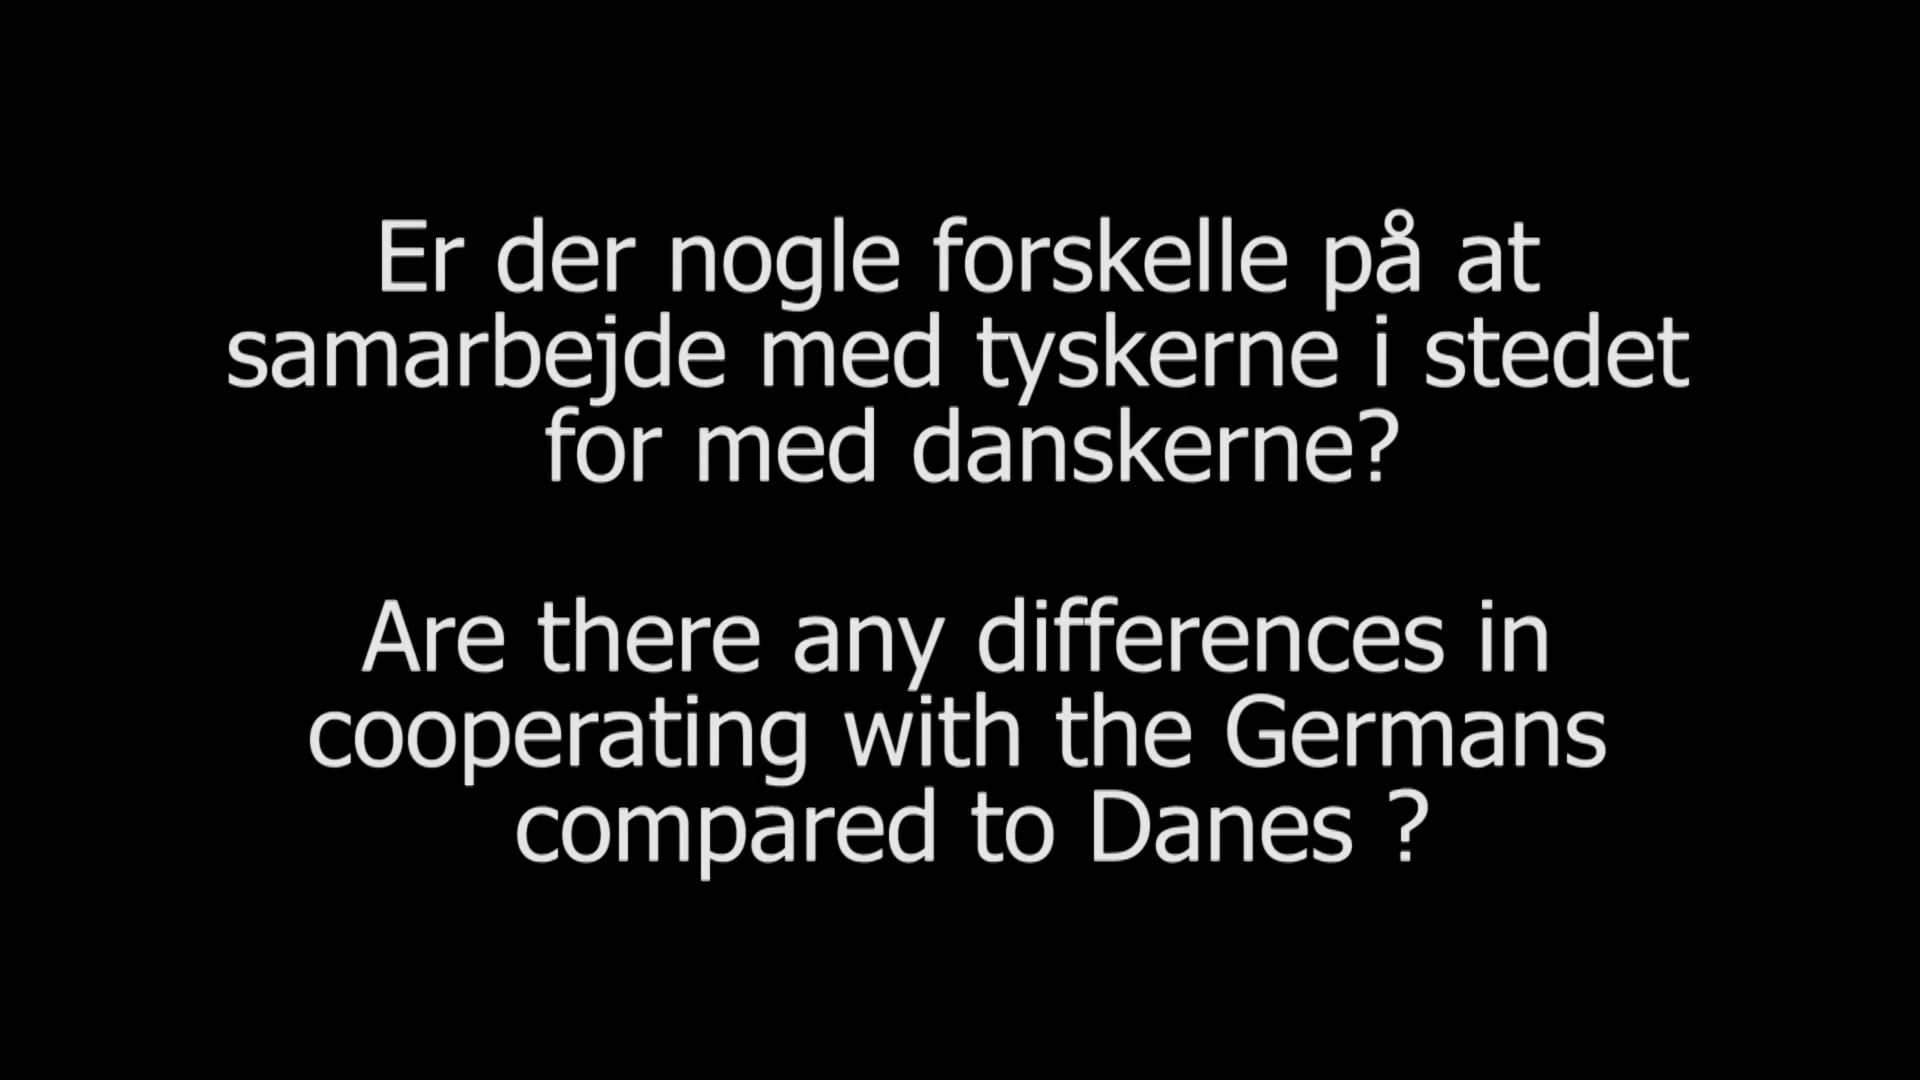 Er der nogle forskelle på at
samarbejde med tyskerne i stedet
for med danskerne?
Are there any differences in
cooperating with the Germans
compared to Danes ?